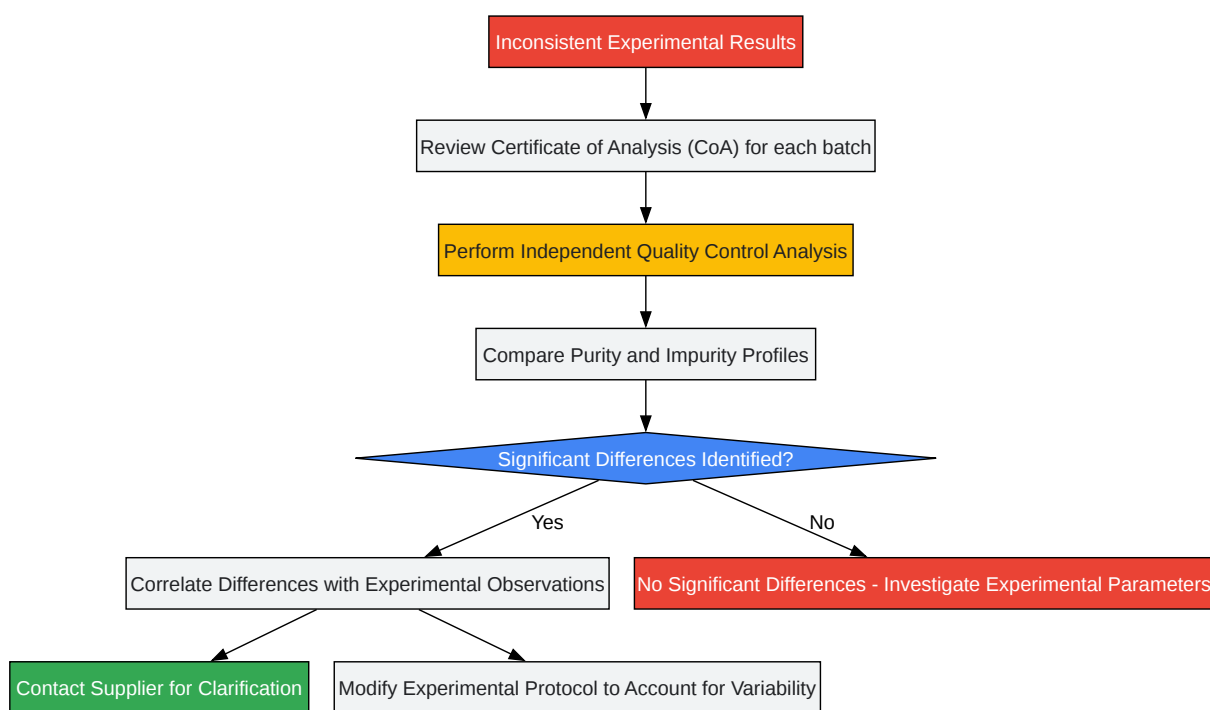 Inconsistent Experimental Results
Review Certificate of Analysis (CoA) for each batch
Perform Independent Quality Control Analysis
Compare Purity and Impurity Profiles
Significant Differences Identified?
Yes
No
Correlate Differences with Experimental Observations
No Significant Differences - Investigate Experimental Parameters
Contact Supplier for Clarification
Modify Experimental Protocol to Account for Variability